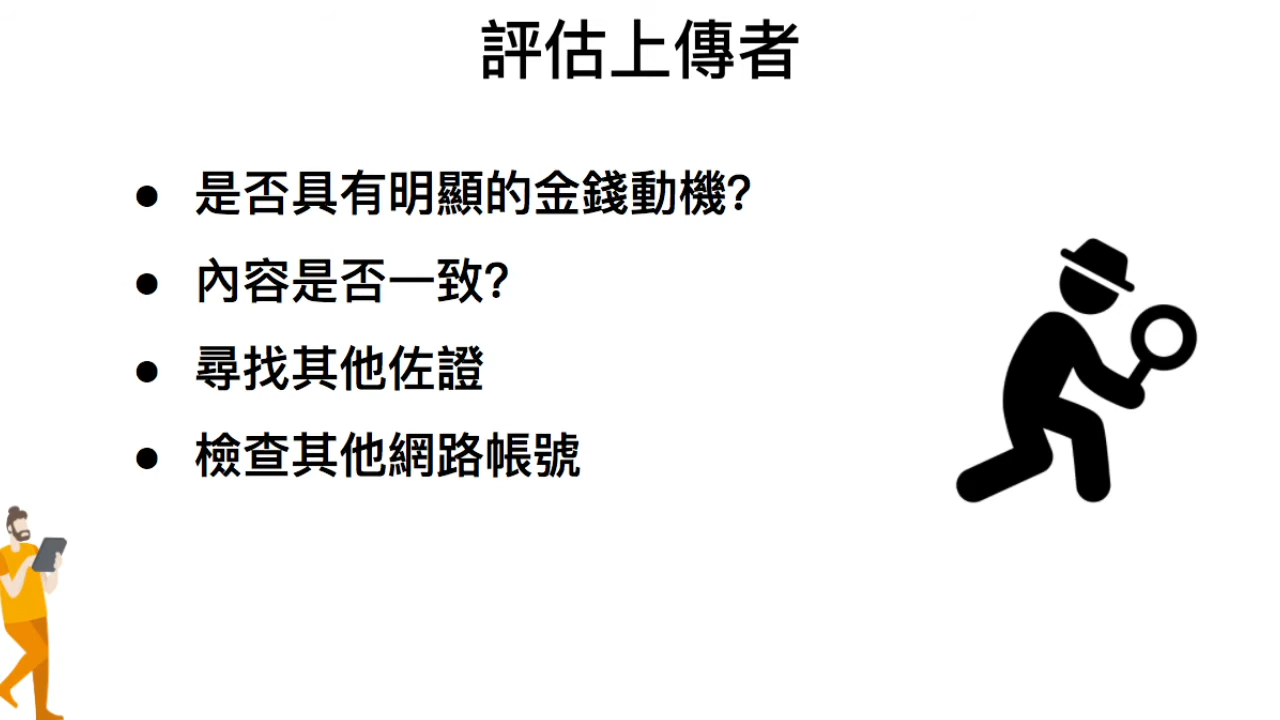 評估上傳者
● 是否具有明顯的金錢動機?
● 內容是否一致?
● 尋找其他佐證
● 檢查其他網路帳號